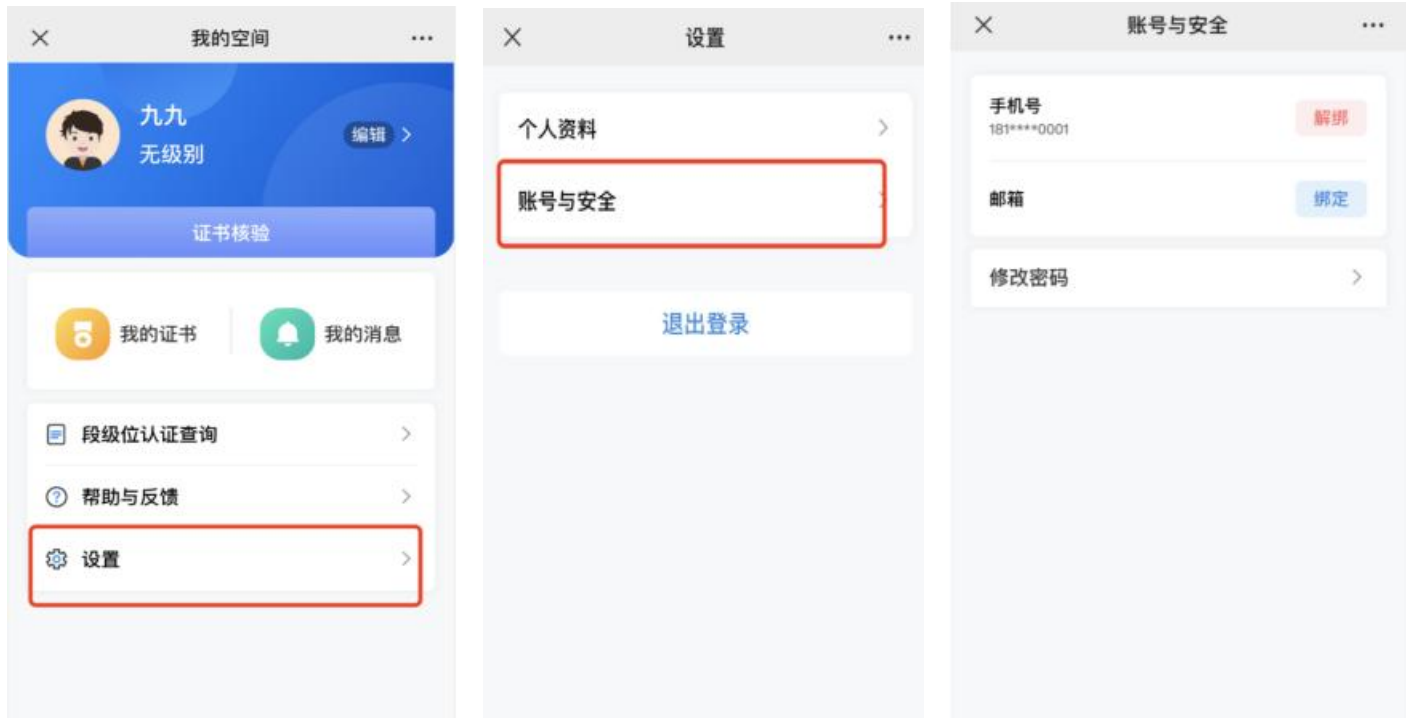 我的空间
九九
无级别
编辑
证书核验
我的证书
我的消息
段级位认证查询
帮助与反馈
设置
设置
个人资料
账号与安全
退出登录
账号与安全
手机号
181****0001
解绑
邮箱
绑定
修改密码